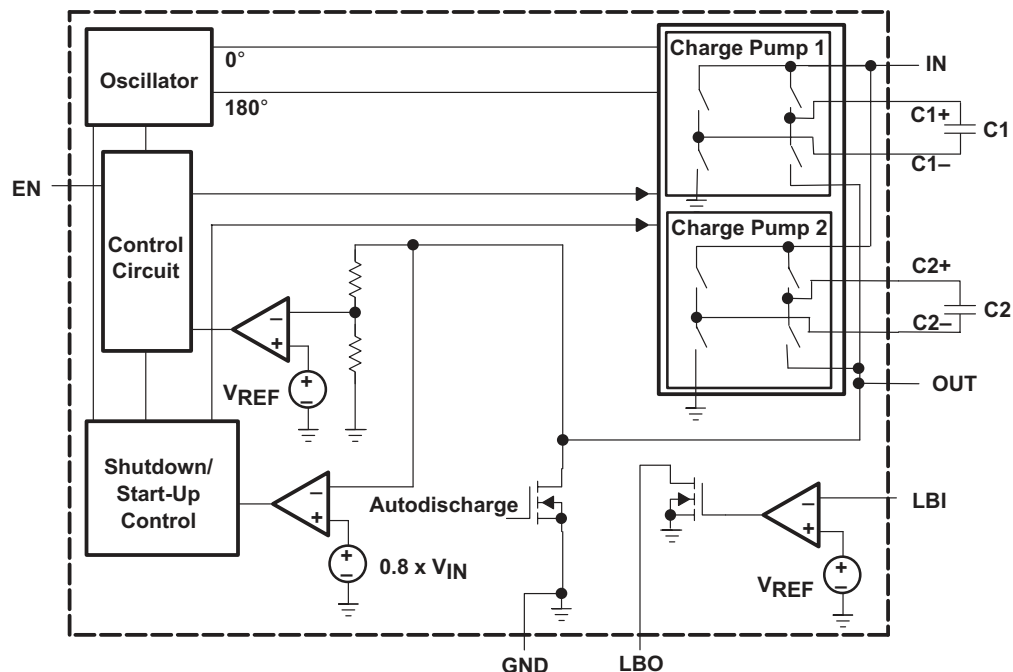 Oscillator
0°
180°
Charge Pump 1
IN
C1+
C1
C1–
EN
Control
Circuit
Charge Pump 2
C2+
C2
C2–
–
+
+
–
VREF
OUT
Shutdown/
Start-Up
Control
–
+
+
–
0.8 x VIN
Autodischarge
–
+
+
–
VREF
LBI
GND
LBO